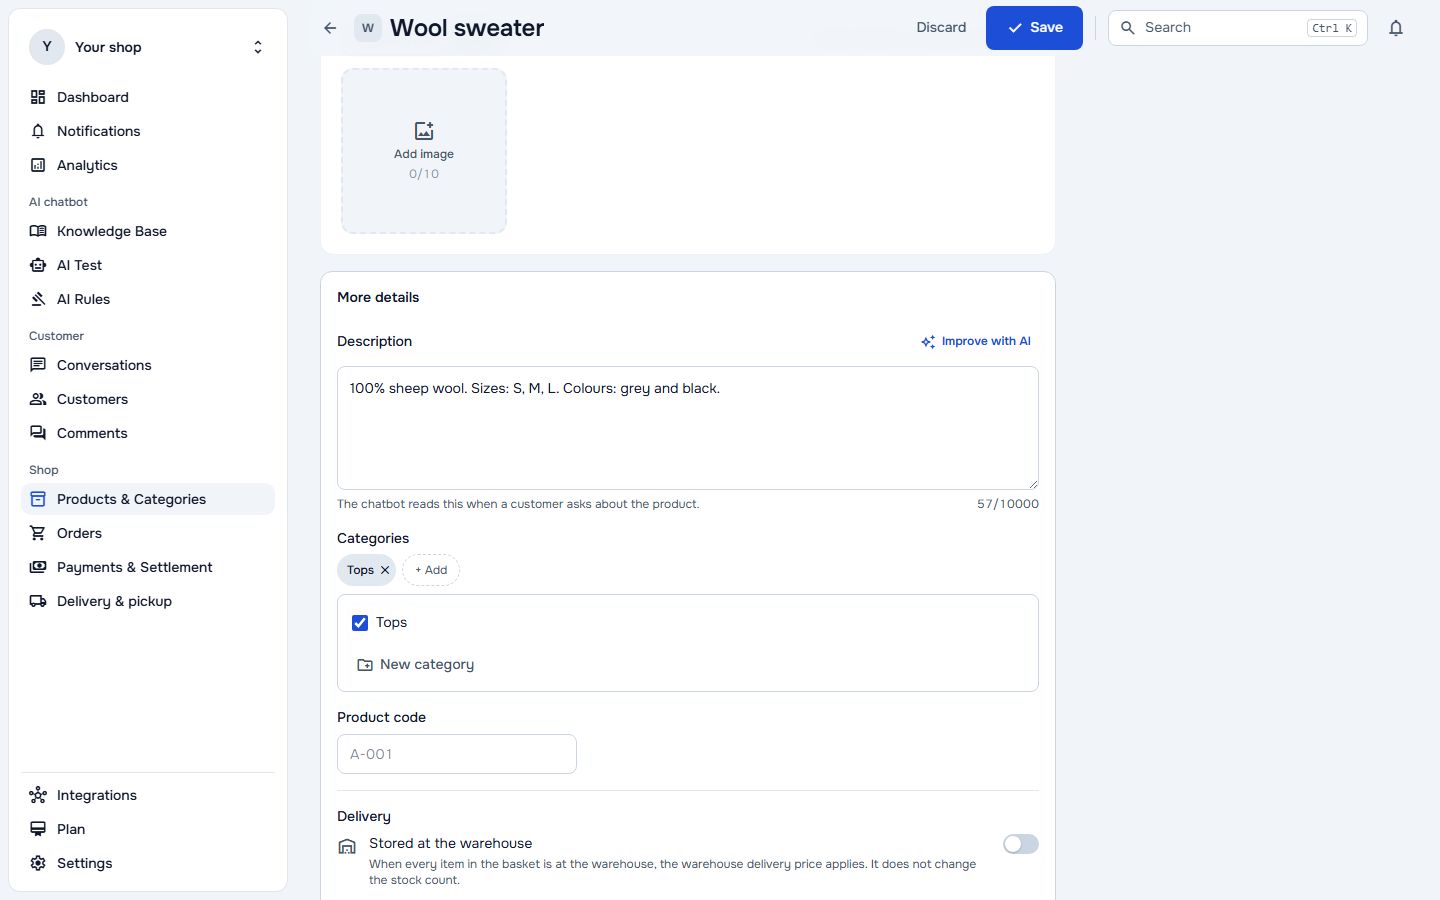 Y
Your shop
Dashboard
Notifications
Analytics
AI chatbot
Knowledge Base
AI Test
AI Rules
Customer
Conversations
Customers
Comments
Shop
Products & Categories
Orders
Payments & Settlement
Delivery & pickup
Integrations
Plan
Settings
W
Wool sweater
Discard
Save
Search
Ctrl K
Add image
0/10
More details
Description
Improve with AI
100% sheep wool. Sizes: S, M, L. Colours: grey and black.
The chatbot reads this when a customer asks about the product.
57/10000
Categories
Tops
+ Add
Tops
New category
Product code
A-001
Delivery
Stored at the warehouse
When every item in the basket is at the warehouse, the warehouse delivery price applies. It does not change
the stock count.